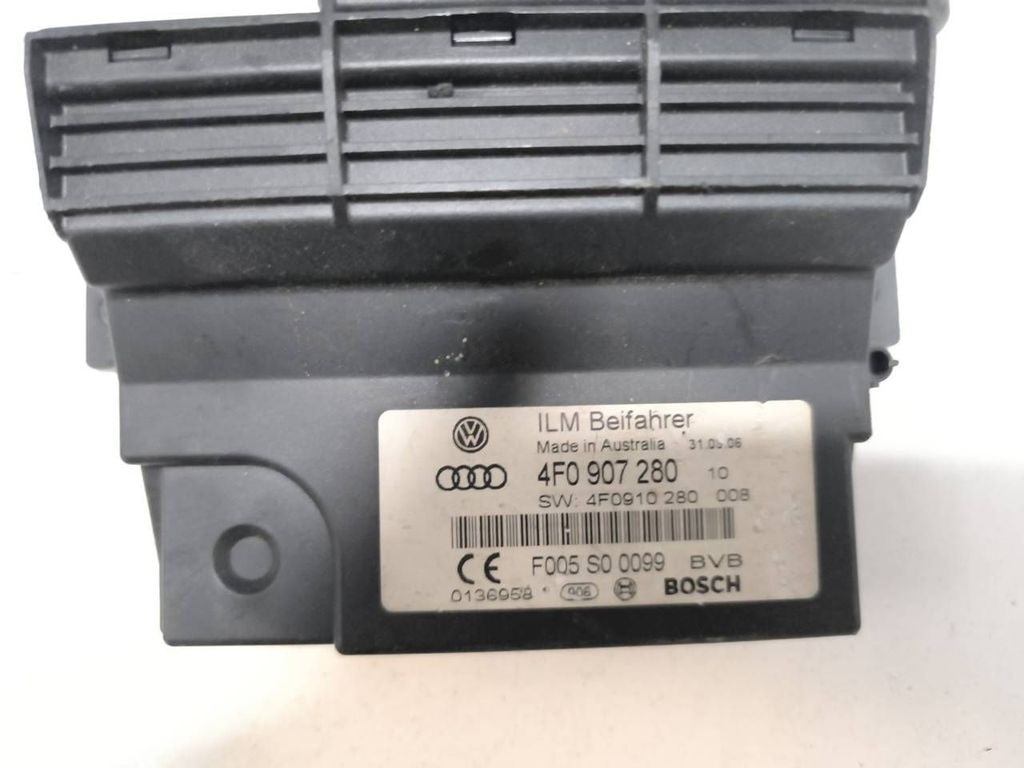 ILM Beifahrer
Made in Australia
4F0 907 280 10
SW: 4F0910 280 008
F005 S0 0099 BVB
0136958 BOSCH